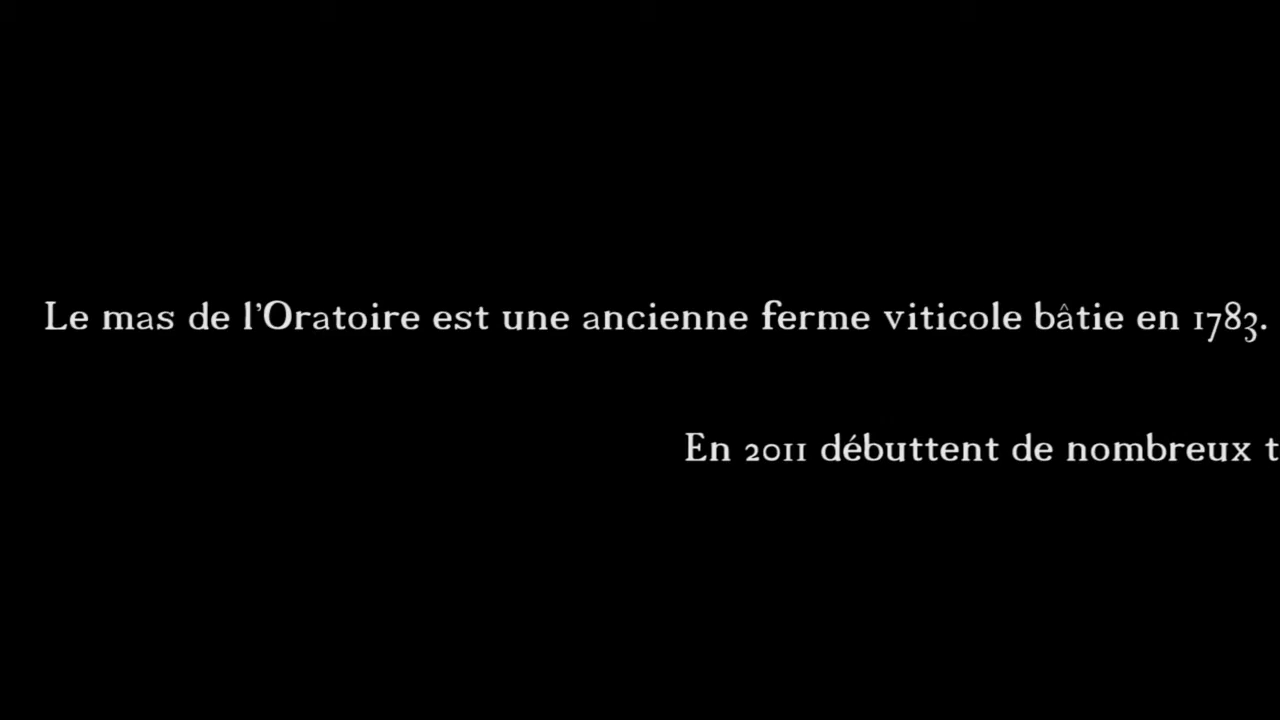 Le mas de l’Oratoire est une ancienne ferme viticole bâtie en 1783.
En 2011 débuttent de nombreux t